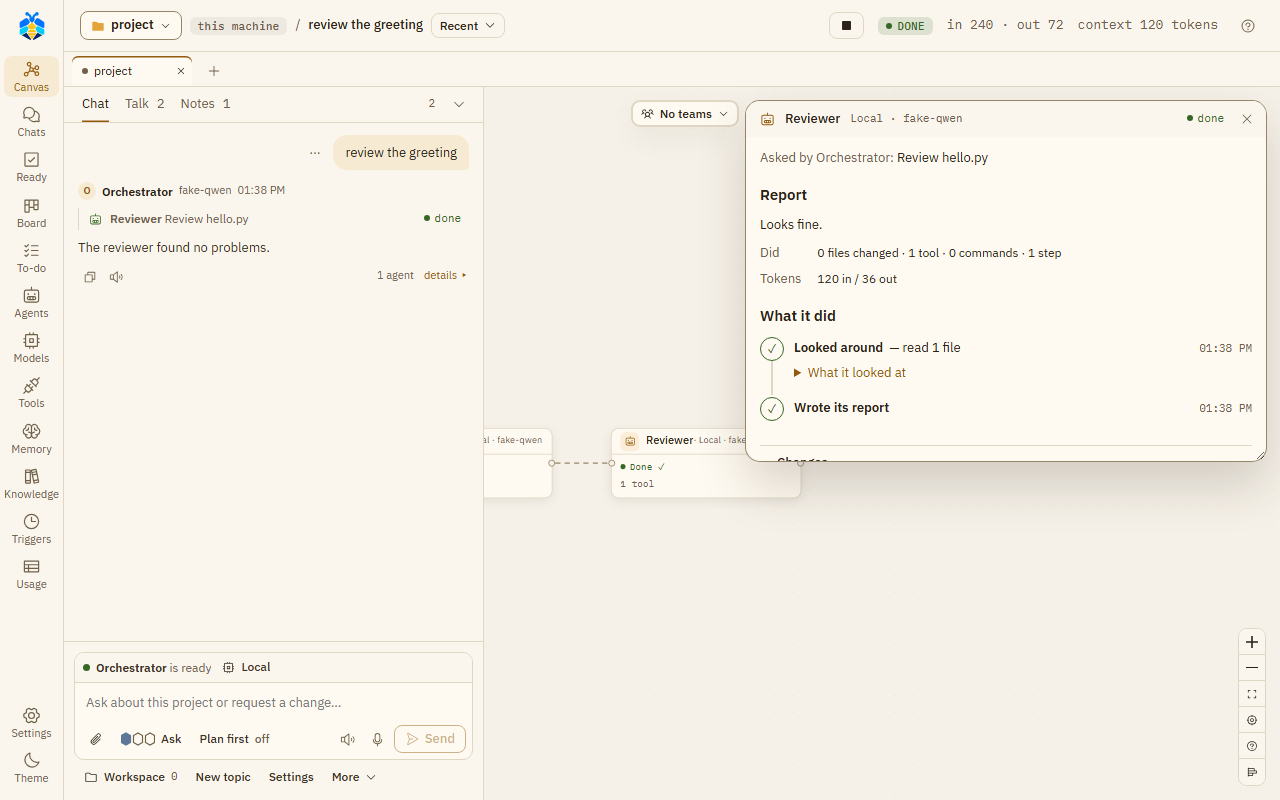 project
this machine
/
review the greeting
Recent
DONE
in 240 · out 72
context 120 tokens
Canvas
Chats
Ready
Board
To-do
Agents
Models
Tools
Memory
Knowledge
Triggers
Usage
Settings
Theme
project
Chat
Talk 2
Notes 1
2
review the greeting
O
Orchestrator fake-qwen 01:38 PM
Reviewer Review hello.py
done
The reviewer found no problems.
1 agent
details
Orchestrator is ready
Local
Ask about this project or request a change...
Ask
Plan first off
Send
Workspace 0
New topic
Settings
More
No teams
al · fake-qwen
Reviewer · Local · fake
Done ✓
1 tool
Reviewer Local · fake-qwen
done
Asked by Orchestrator: Review hello.py
Report
Looks fine.
Did 0 files changed · 1 tool · 0 commands · 1 step
Tokens 120 in / 36 out
What it did
Looked around — read 1 file
01:38 PM
What it looked at
Wrote its report
01:38 PM
Changes